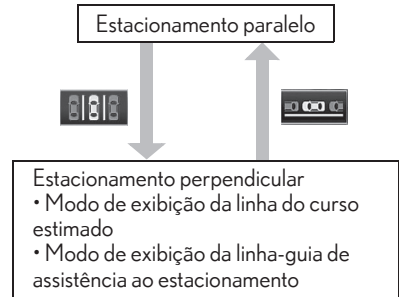 Estacionamento paralelo
Estacionamento perpendicular
• Modo de exibição da linha do curso
estimado
• Modo de exibição da linha-guia de
assistência ao estacionamento